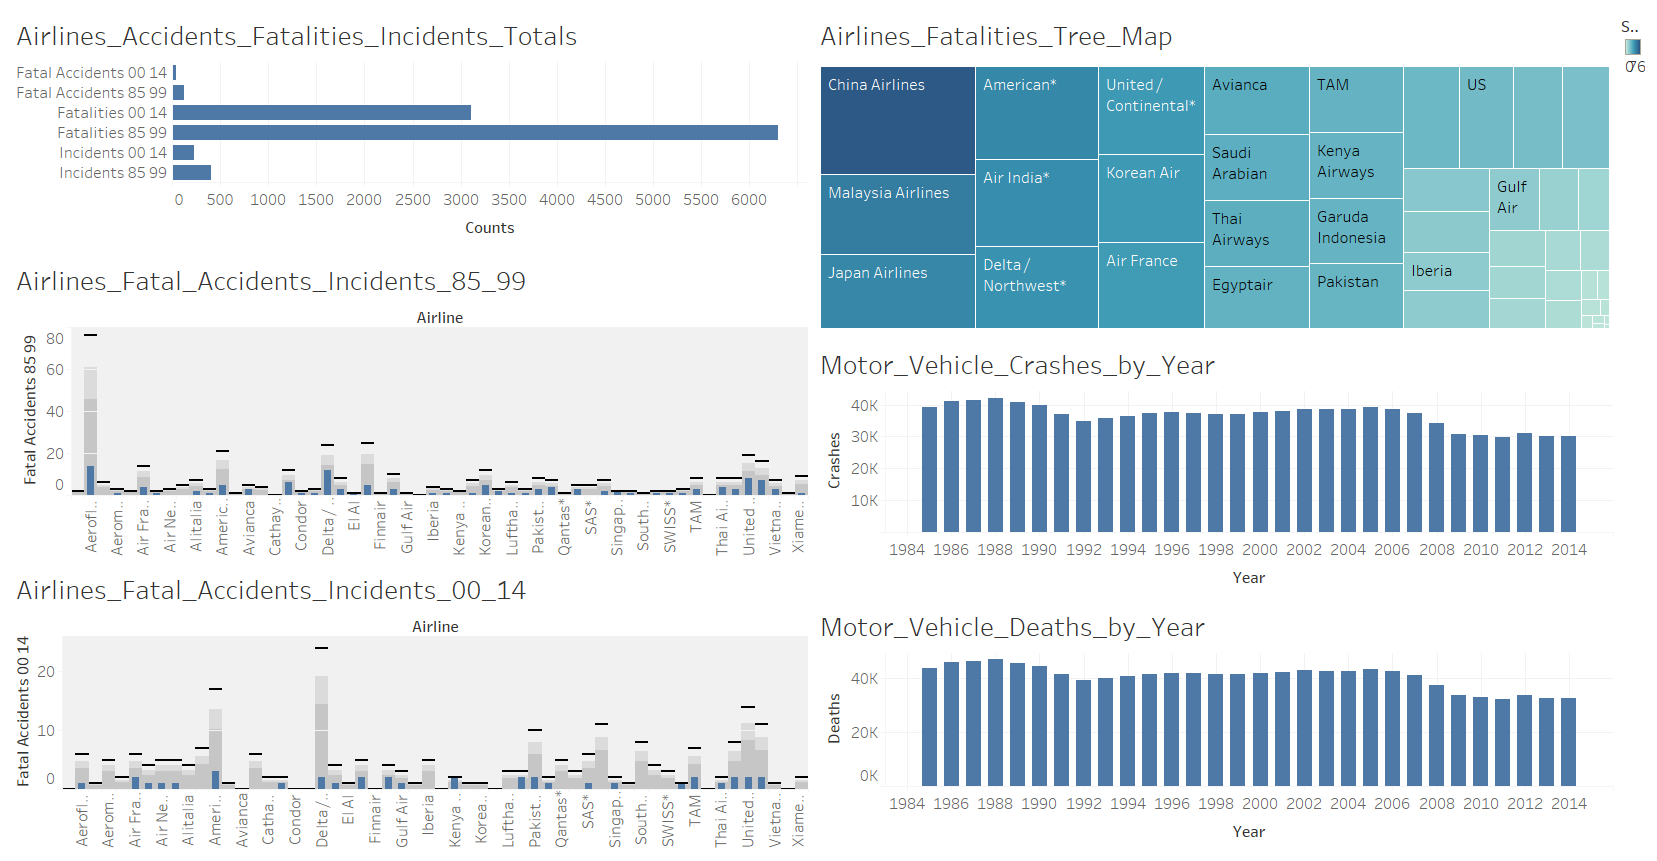 Airlines_Accidents_Fatalities_Incidents_Totals
Fatal Accidents 00 14
Fatal Accidents 85 99
Fatalities 00 14
Fatalities 85 99
Incidents 00 14
Incidents 85 99
0 500 1000 1500 2000 2500 3000 3500 4000 4500 5000 5500 6000
Counts
Airlines_Fatal_Accidents_Incidents_85_99
Airline
Fatal Accidents 85 99
80
60
40
20
0
Aerofl..
Aerom..
Air Fra..
Air Ne..
Alitalia
Americ..
Avianca
Cathay..
Condor
Delta / ..
El Al
Finnair
Gulf Air
Iberia
Kenya ..
Korean..
Luftha..
Pakist..
Qantas*
SAS*
Singap..
South..
SWISS*
TAM
Thai Ai..
United ..
Vietna..
Xiame..
Airlines_Fatal_Accidents_Incidents_00_14
Airline
Fatal Accidents 00 14
20
10
0
Aerofl..
Aerom..
Air Fra..
Air Ne..
Alitalia
Ameri..
Avianca
Catha..
Condor
Delta /..
El Al
Finnair
Gulf Air
Iberia
Kenya ..
Korea..
Luftha..
Pakist..
Qantas*
SAS*
Singap..
South..
SWISS*
TAM
Thai Ai..
United..
Vietna..
Xiame..
Airlines_Fatalities_Tree_Map
China Airlines
Malaysia Airlines
Japan Airlines
American*
Air India*
Delta /
Northwest*
United /
Continental*
Korean Air
Air France
Avianca
Saudi
Arabian
Thai
Airways
Egyptair
TAM
Kenya
Airways
Garuda
Indonesia
Pakistan
US
Gulf
Air
Iberia
S..
Motor_Vehicle_Crashes_by_Year
Crashes
40K
30K
20K
10K
1984 1986 1988 1990 1992 1994 1996 1998 2000 2002 2004 2006 2008 2010 2012 2014
Year
Motor_Vehicle_Deaths_by_Year
Deaths
40K
20K
0K
1984 1986 1988 1990 1992 1994 1996 1998 2000 2002 2004 2006 2008 2010 2012 2014
Year